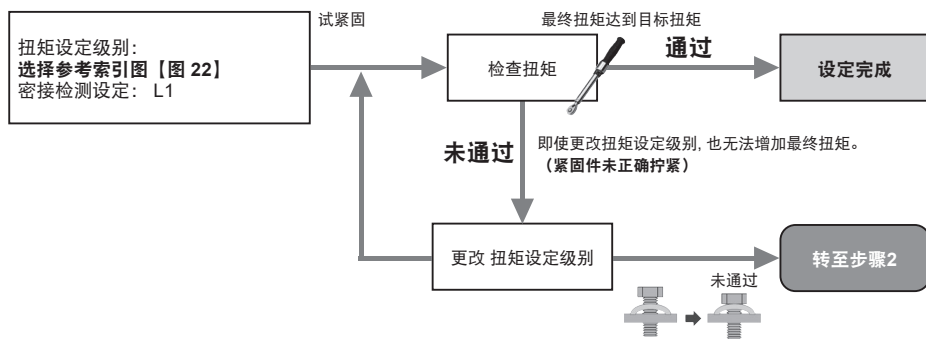 扭矩设定级别：
选择参考索引图【图 22】
密接检测设定： L1
试紧固
检查扭矩
最终扭矩达到目标扭矩
通过
设定完成
未通过
即使更改扭矩设定级别, 也无法增加最终扭矩。
（紧固件未正确拧紧）
更改 扭矩设定级别
转至步骤2
未通过